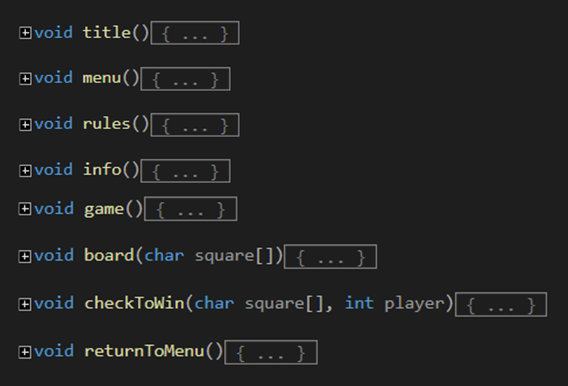 void title(){ ... }
void menu(){ ... }
void rules(){ ... }
void info(){ ... }
void game(){ ... }
void board(char square[]){ ... }
void checkToWin(char square[], int player){ ... }
void returnToMenu(){ ... }